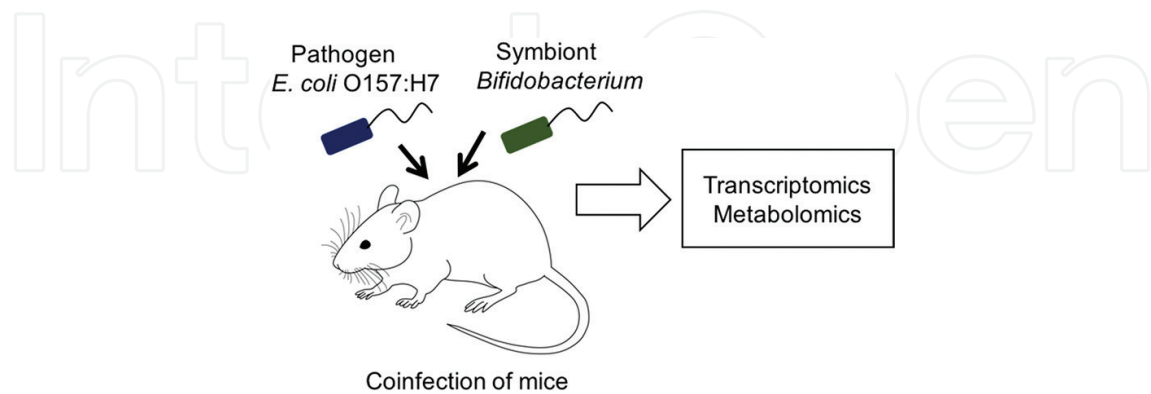 IntechOpen
Pathogen
E. coli O157:H7
Symbiont
Bifidobacterium
Transcriptomics
Metabolomics
Coinfection of mice